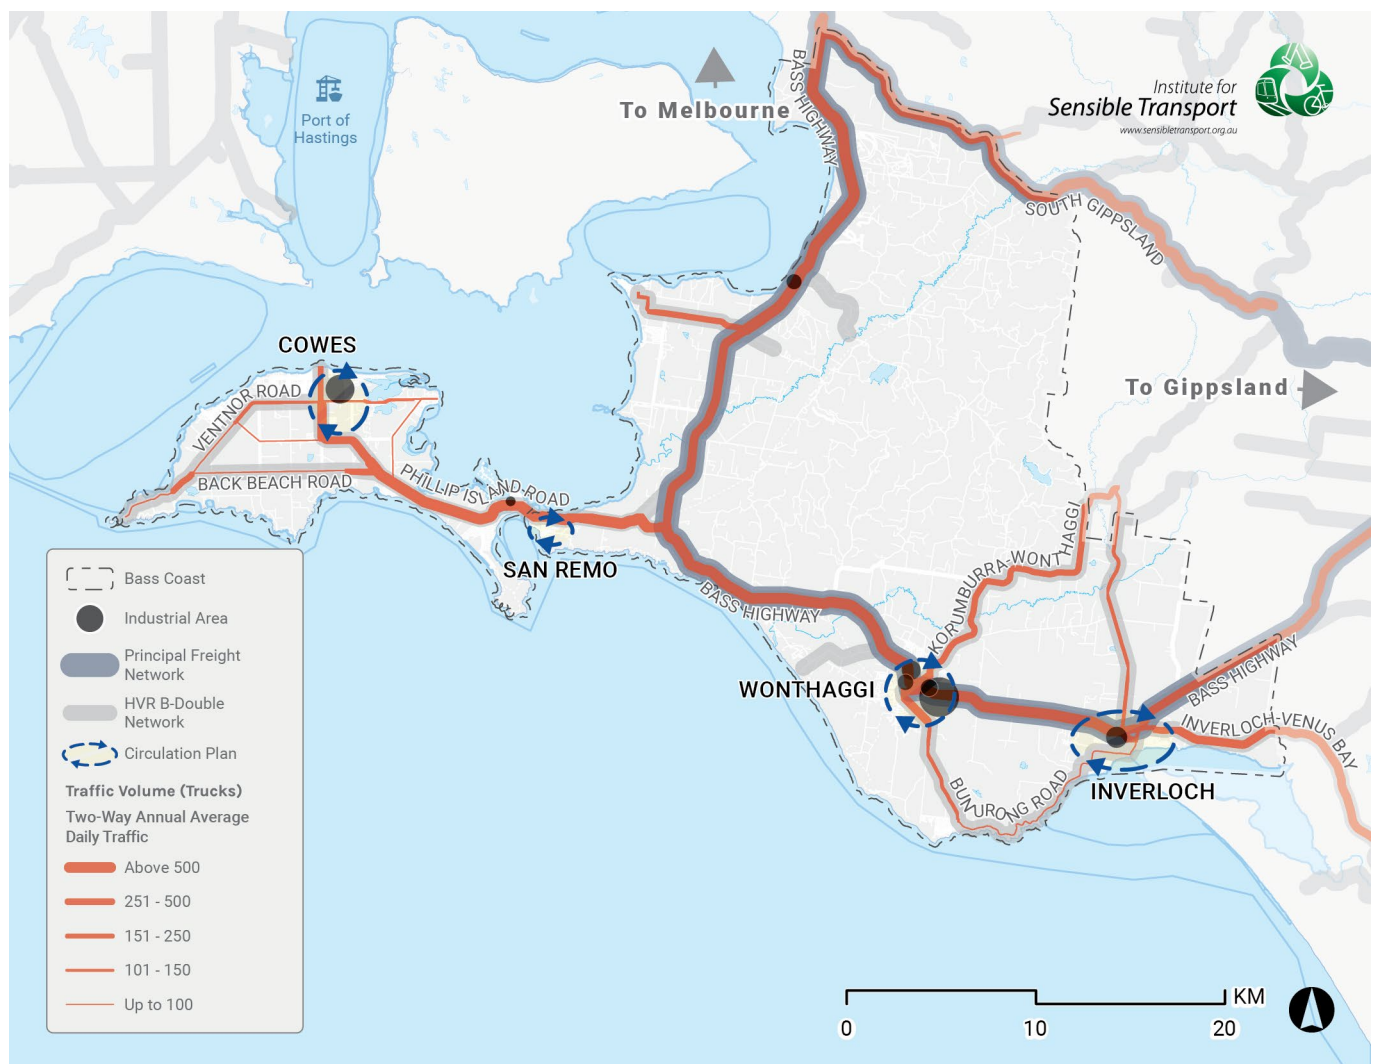 Port of
Hastings
To Melbourne
BASS HIGHWAY
Institute for
Sensible Transport
www.sensibletransport.org.au
SOUTH GIPPSLAND
COWES
VENTNOR ROAD
BACK BEACH ROAD
PHILLIP ISLAND ROAD
To Gippsland
SAN REMO
BASS HIGHWAY
KORUMBURRA-WONTHAGGI
WONTHAGGI
BASS HIGHWAY
INVERLOCH-VENUS BAY
BUNURONG ROAD
INVERLOCH
Bass Coast
Industrial Area
Principal Freight
Network
HVR B-Double
Network
Circulation Plan
Traffic Volume (Trucks)
Two-Way Annual Average
Daily Traffic
Above 500
251 - 500
151 - 250
101 - 150
Up to 100
KM
0
10
20